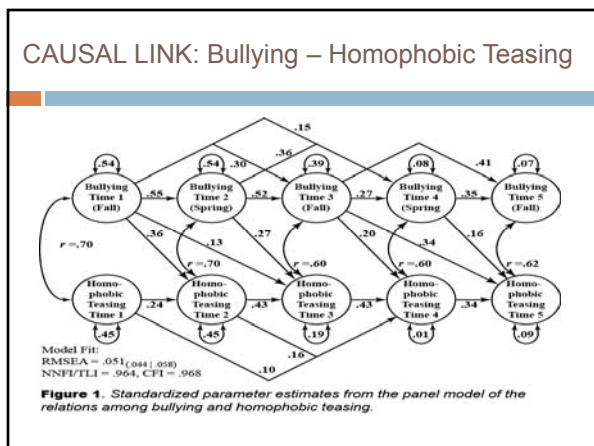 CAUSAL LINK: Bullying – Homophobic Teasing
.15
.54
.54
.30
.36
.39
.08
.41
.07
Bullying
Time 1
(Fall)
.55
Bullying
Time 2
(Spring)
.52
Bullying
Time 3
(Fall)
.27
Bullying
Time 4
(Spring
.35
Bullying
Time 5
(Fall)
.36
.13
.27
.20
.34
.16
r =.70
r =.70
r =.60
r =.60
r =.62
Homo-
phobic
Teasing
Time 1
.24
Homo-
phobic
Teasing
Time 2
.43
Homo-
phobic
Teasing
Time 3
.43
Homo-
phobic
Teasing
Time 4
.34
Homo-
phobic
Teasing
Time 5
.45
.45
.19
.01
.09
.16
.10
Model Fit:
RMSEA = .051(.044 | .058)
NNFI/TLI = .964, CFI = .968
Figure 1. Standardized parameter estimates from the panel model of the
relations among bullying and homophobic teasing.